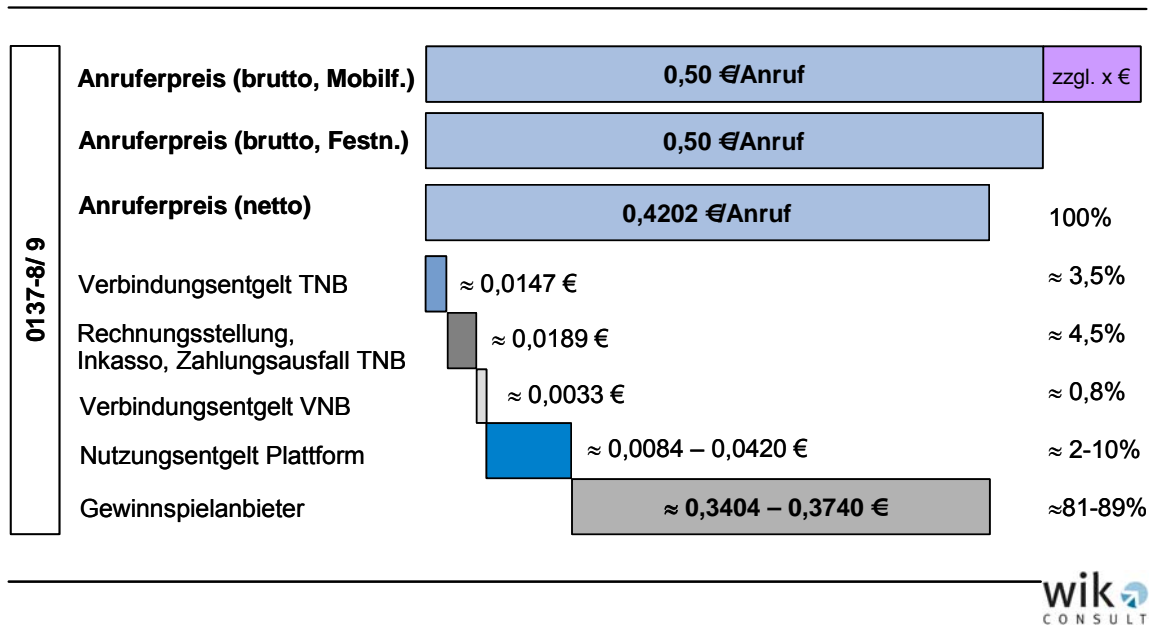 0137-8/ 9
Anruferpreis (brutto, Mobilf.) 0,50 €/Anruf zzgl. x €
Anruferpreis (brutto, Festn.) 0,50 €/Anruf
Anruferpreis (netto) 0,4202 €/Anruf 100%
Verbindungsentgelt TNB ≈ 0,0147 € ≈ 3,5%
Rechnungsstellung,
Inkasso, Zahlungsausfall TNB ≈ 0,0189 € ≈ 4,5%
Verbindungsentgelt VNB ≈ 0,0033 € ≈ 0,8%
Nutzungsentgelt Plattform ≈ 0,0084 – 0,0420 € ≈ 2-10%
Gewinnspielanbieter ≈ 0,3404 – 0,3740 € ≈81-89%
wik
CONSULT